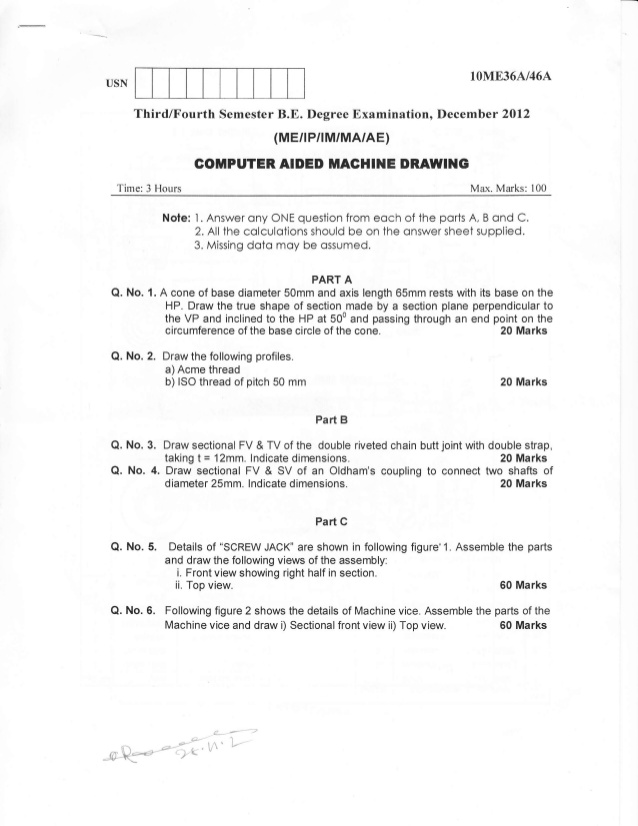 10ME36A/46A
USN
Third/Fourth Semester B.E. Degree Examination, December 2012
(ME/IP/IM/MA/AE)
COMPUTER AIDED MACHINE DRAWING
Time: 3 Hours Max. Marks: 100
Note: 1. Answer any ONE question from each of the parts A, B and C.
2. All the calculations should be on the answer sheet supplied.
3. Missing data may be assumed.
PART A
Q. No. 1. A cone of base diameter 50mm and axis length 65mm rests with its base on the
HP. Draw the true shape of section made by a section plane perpendicular to
the VP and inclined to the HP at 50⁰ and passing through an end point on the
circumference of the base circle of the cone. 20 Marks
Q. No. 2. Draw the following profiles.
a) Acme thread
b) ISO thread of pitch 50 mm 20 Marks
Part B
Q. No. 3. Draw sectional FV & TV of the double riveted chain butt joint with double strap,
taking t = 12mm. Indicate dimensions. 20 Marks
Q. No. 4. Draw sectional FV & SV of an Oldham's coupling to connect two shafts of
diameter 25mm. Indicate dimensions. 20 Marks
Part C
Q. No. 5. Details of "SCREW JACK" are shown in following figure' 1. Assemble the parts
and draw the following views of the assembly:
i. Front view showing right half in section.
ii. Top view. 60 Marks
Q. No. 6. Following figure 2 shows the details of Machine vice. Assemble the parts of the
Machine vice and draw i) Sectional front view ii) Top view. 60 Marks